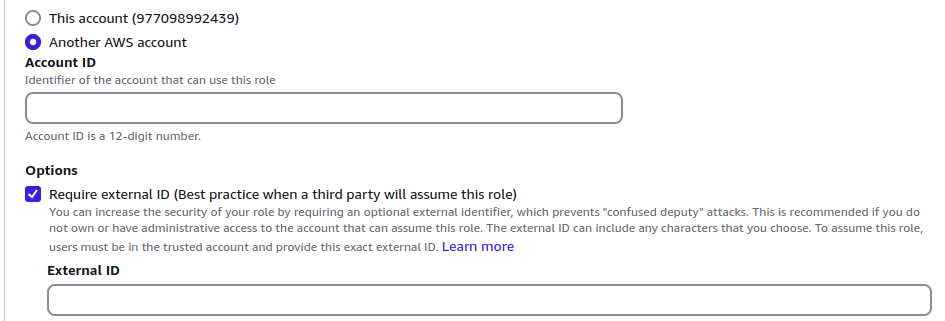 This account (977098992439)
Another AWS account
Account ID
Identifier of the account that can use this role
Account ID is a 12-digit number.
Options
Require external ID (Best practice when a third party will assume this role)
You can increase the security of your role by requiring an optional external identifier, which prevents "confused deputy" attacks. This is recommended if you do
not own or have administrative access to the account that can assume this role. The external ID can include any characters that you choose. To assume this role,
users must be in the trusted account and provide this exact external ID. Learn more
External ID